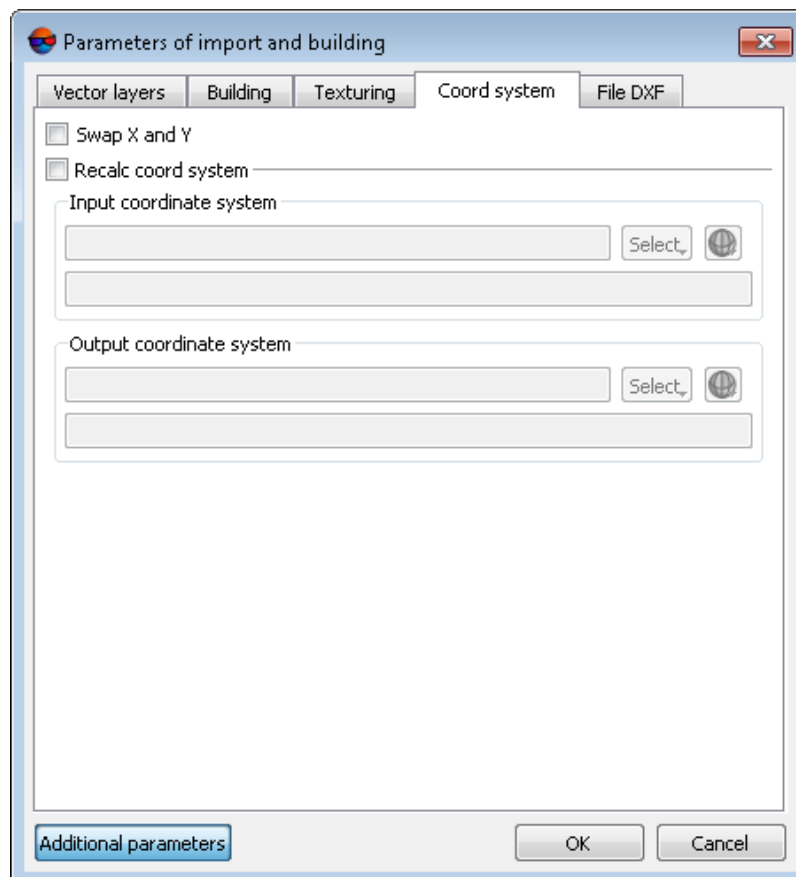 Parameters of import and building
Vector layers Building Texturing Coord system File DXF
Swap X and Y
Recalc coord system
Input coordinate system
Select
Output coordinate system
Select
Additional parameters OK Cancel